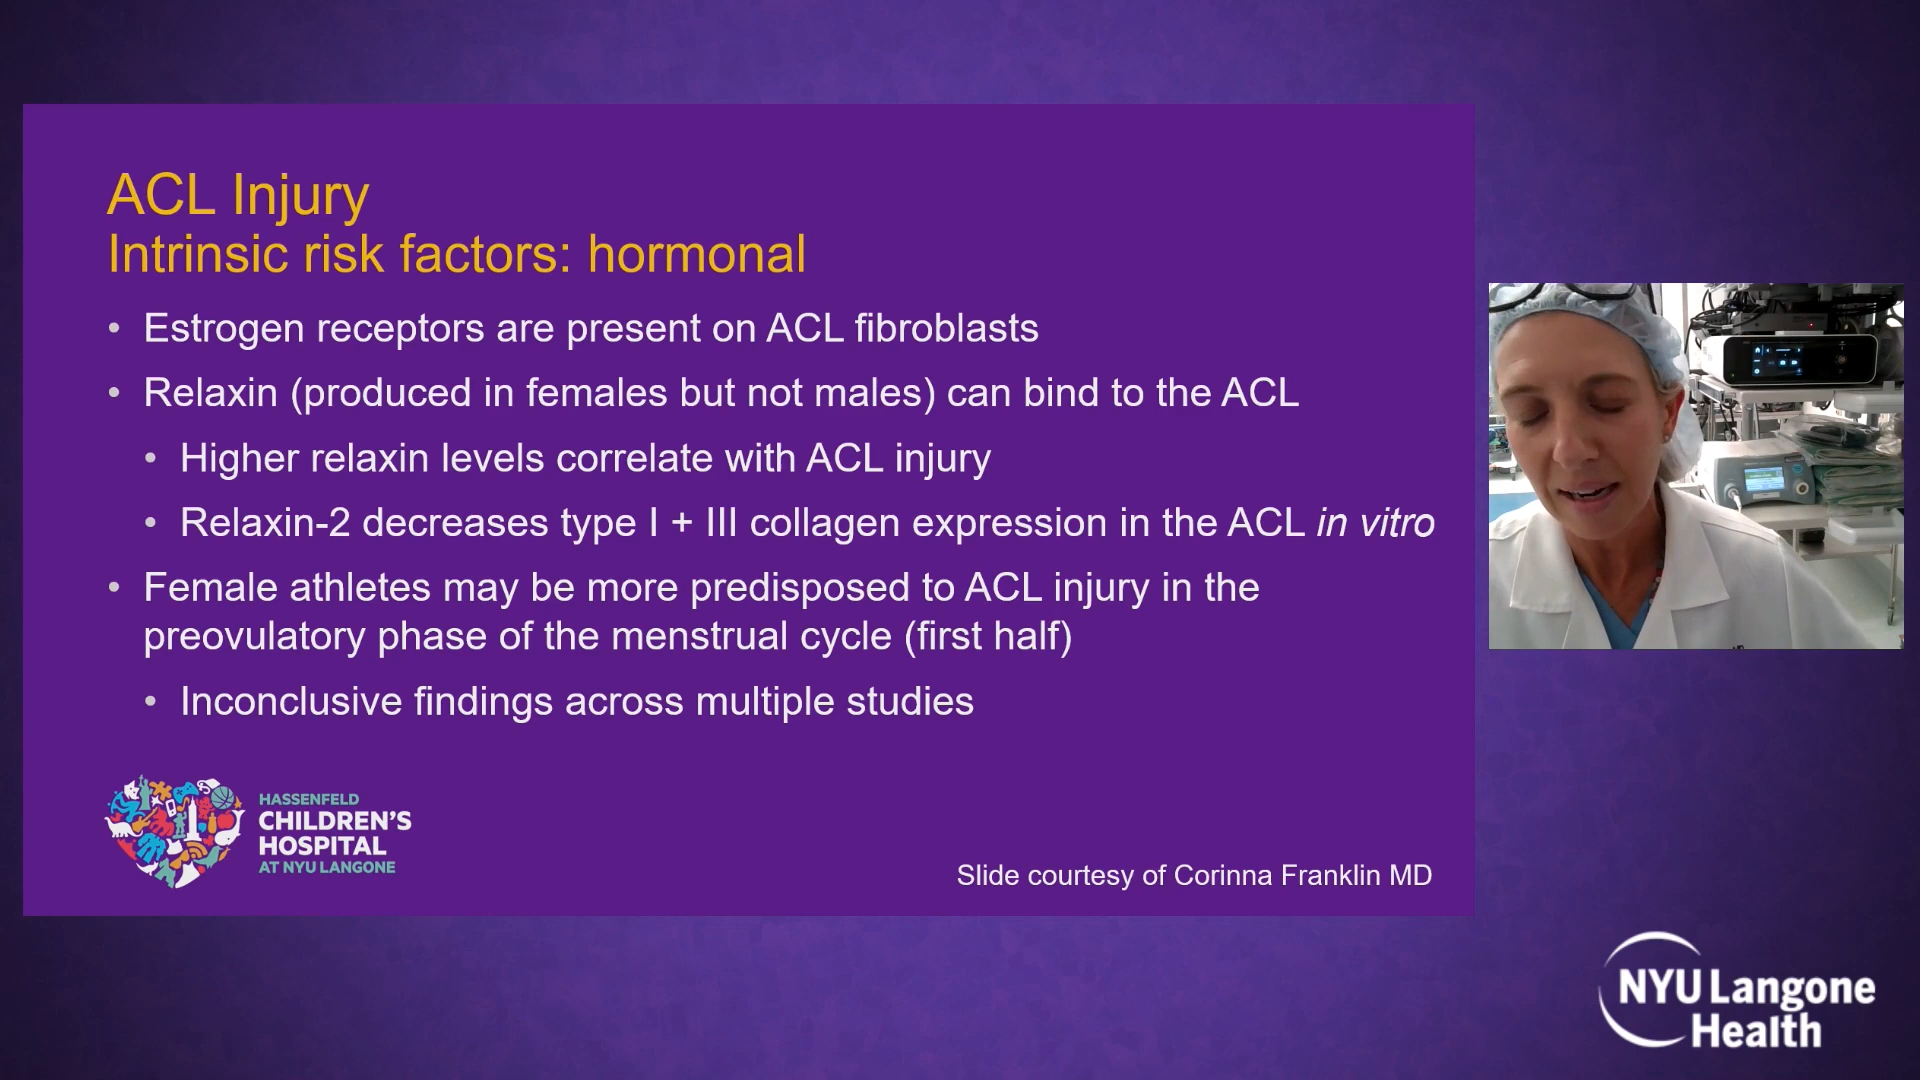 ACL Injury
Intrinsic risk factors: hormonal
• Estrogen receptors are present on ACL fibroblasts
• Relaxin (produced in females but not males) can bind to the ACL
• Higher relaxin levels correlate with ACL injury
• Relaxin-2 decreases type I + III collagen expression in the ACL in vitro
• Female athletes may be more predisposed to ACL injury in the
preovulatory phase of the menstrual cycle (first half)
• Inconclusive findings across multiple studies
HASSENFELD
CHILDREN'S
HOSPITAL
AT NYU LANGONE
Slide courtesy of Corinna Franklin MD
NYU Langone
Health